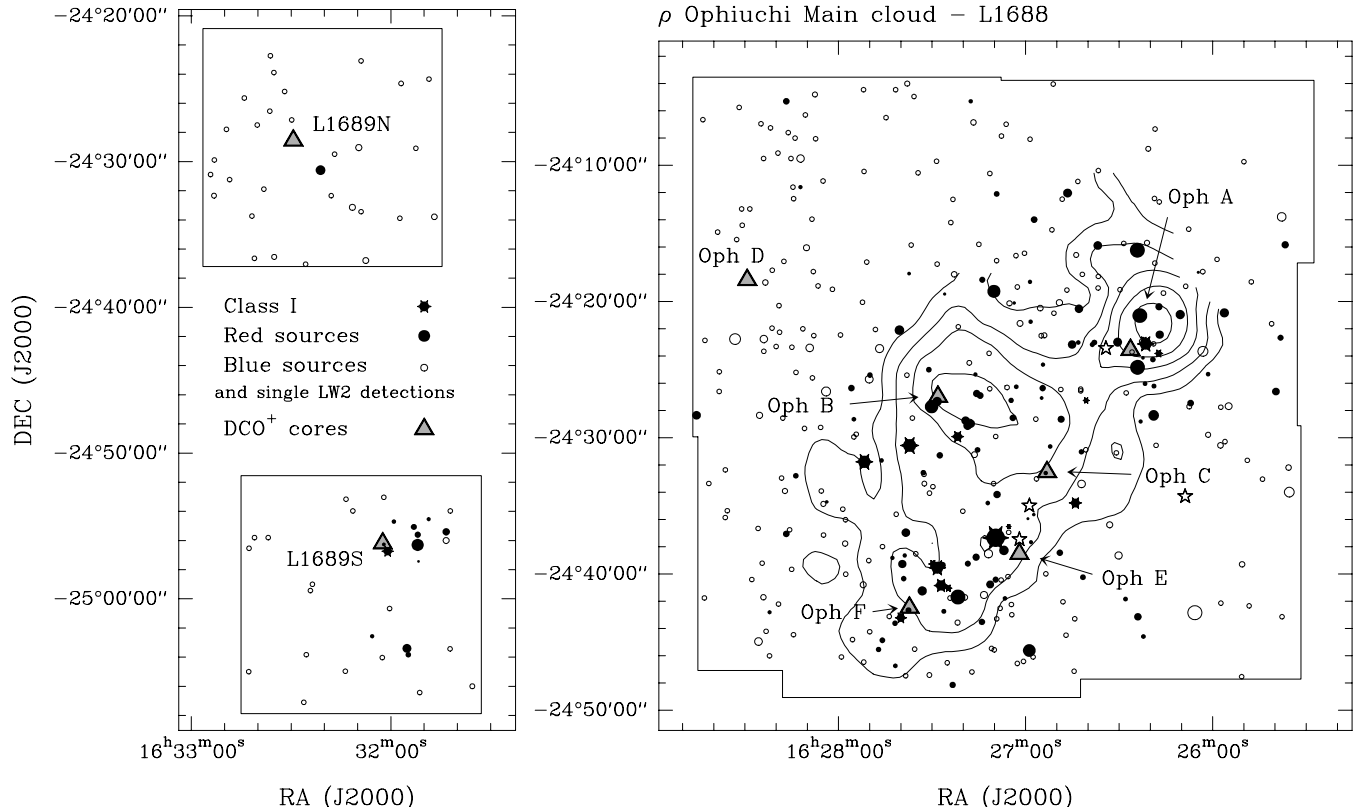 ρ Ophiuchi Main cloud – L1688
−24°20′00″
−24°30′00″
−24°40′00″
−24°50′00″
−25°00′00″
DEC (J2000)
L1689N
Class I
Red sources
Blue sources
and single LW2 detections
DCO⁺ cores
L1689S
16ʰ33ᵐ00ˢ
32ᵐ00ˢ
RA (J2000)
−24°10′00″
−24°20′00″
−24°30′00″
−24°40′00″
−24°50′00″
Oph A
Oph D
Oph B
Oph C
Oph E
Oph F
16ʰ28ᵐ00ˢ
27ᵐ00ˢ
26ᵐ00ˢ
RA (J2000)